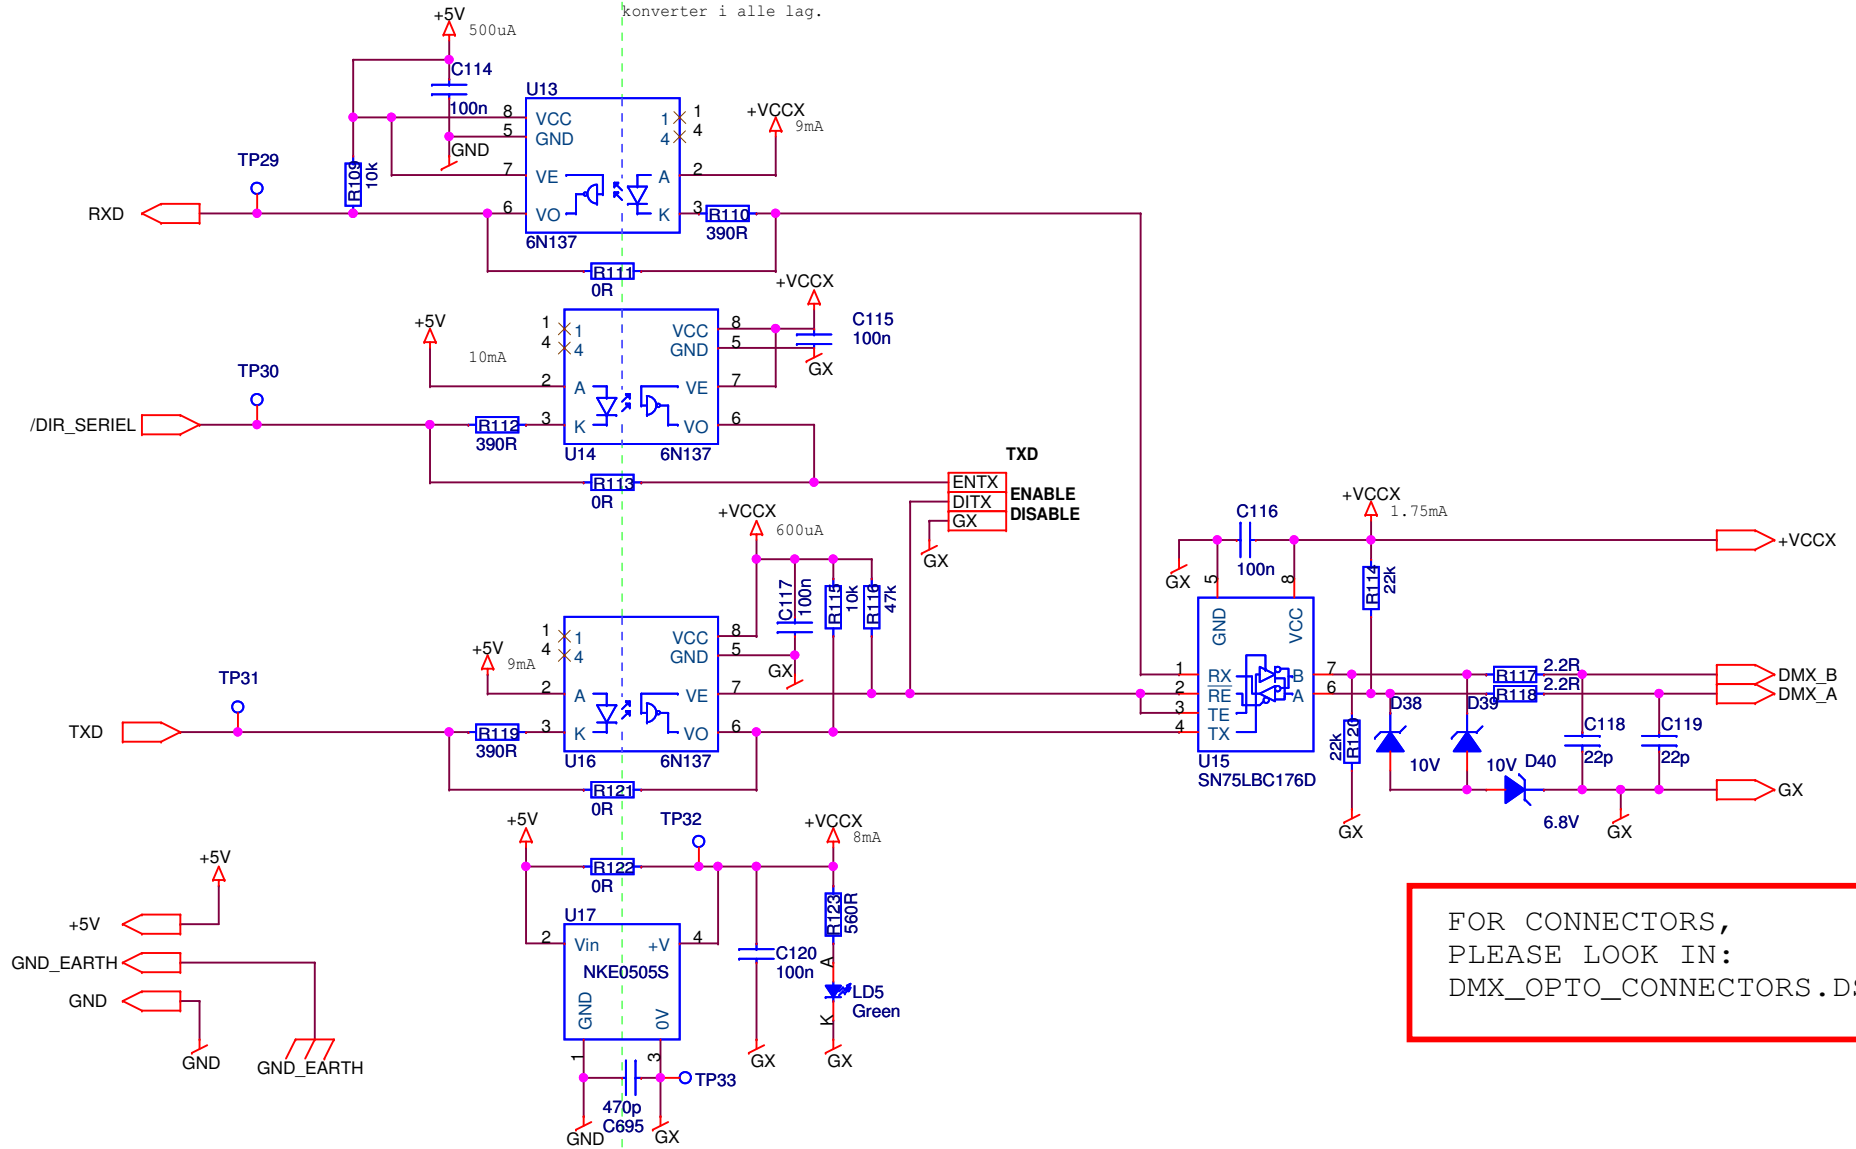 konverter i alle lag.
+5V
500uA
C114
100n
GND
U13
8 VCC
5 GND
7 VE
6 VO
1 1
4 4
A 2
K 3
6N137
+VCCX
9mA
TP29
R109
10k
RXD
R110
390R
R111
0R
+VCCX
C115
100n
GX
+5V
10mA
1 1
4 4
2 A
3 K
VCC 8
GND 5
VE 7
VO 6
U14
6N137
TP30
/DIR_SERIEL
R112
390R
R113
0R
TXD
ENTX
DITX
GX
ENABLE
DISABLE
GX
+VCCX
600uA
C117
100n
R115
10k
R116
47k
GX
+5V
9mA
1 1
4 4
2 A
3 K
VCC 8
GND 5
VE 7
VO 6
U16
6N137
TP31
TXD
R119
390R
R121
0R
C116
100n
GX
+VCCX
1.75mA
R114
22k
+VCCX
5
8
GND
VCC
1 RX
2 RE
3 TE
4 TX
B 7
A 6
U15
SN75LBC176D
R117
2.2R
R118
2.2R
DMX_B
DMX_A
R120
22k
GX
D38
10V
D39
10V
D40
6.8V
C118
22p
C119
22p
GX
GX
+5V
TP32
+VCCX
8mA
R122
0R
U17
2 Vin
+V 4
NKE0505S
GND
0V
1
3
C120
100n
GX
R123
560R
A
LD5
Green
K
GX
TP33
470p
C695
GND
GX
+5V
+5V
GND_EARTH
GND
GND
GND_EARTH
FOR CONNECTORS,
PLEASE LOOK IN:
DMX_OPTO_CONNECTORS.DS